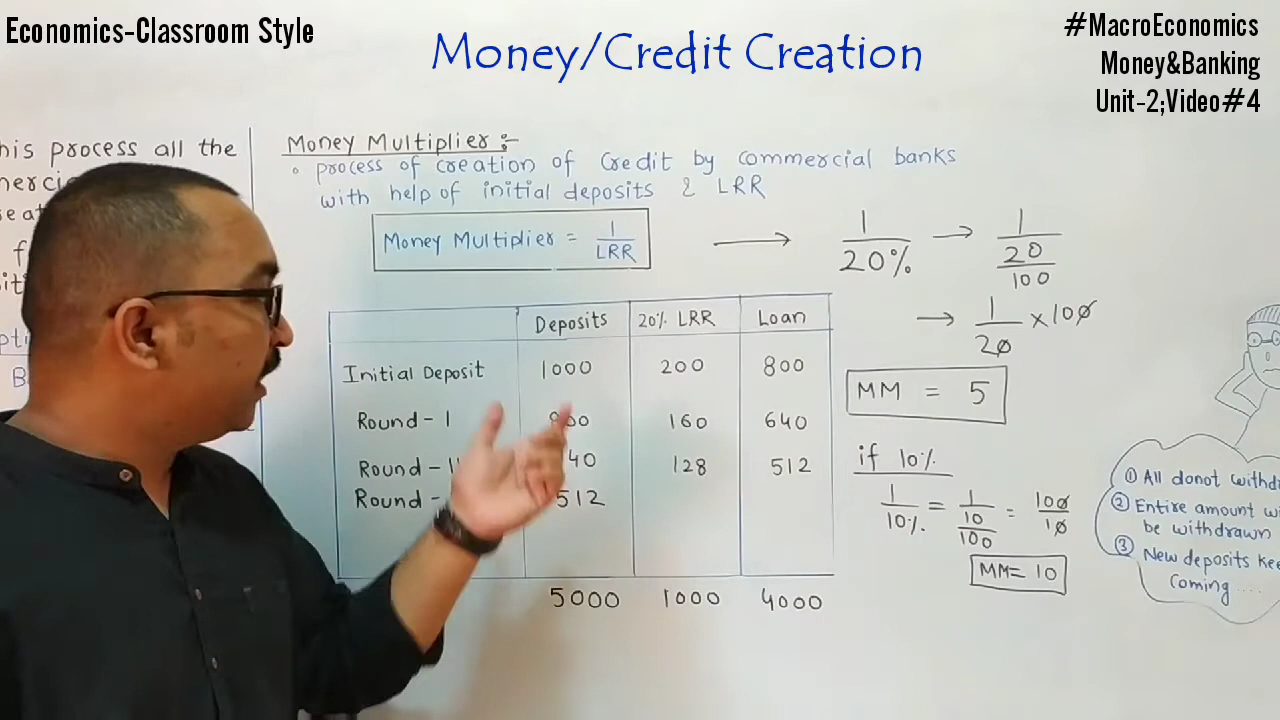 Economics-Classroom Style
Money/Credit Creation
#MacroEconomics
Money&Banking
Unit-2;Video#4
his process all the
Money Multiplier :-
process of creation of credit by commercial banks
with help of initial deposits & LRR
Money Multiplier = 1/LRR
→ 1/20% → 1/20/100
→ 1/20 × 100
MM = 5
Deposits 20% LRR Loan
Initial Deposit 1000 200 800
Round - I 160 640
Round - 128 512
Round - 512
5000 1000 4000
if 10%
1/10% = 1/10/100 = 100/10
MM = 10
① All donot
② Entire amount
be withdrawn
③ New deposits
Coming ....